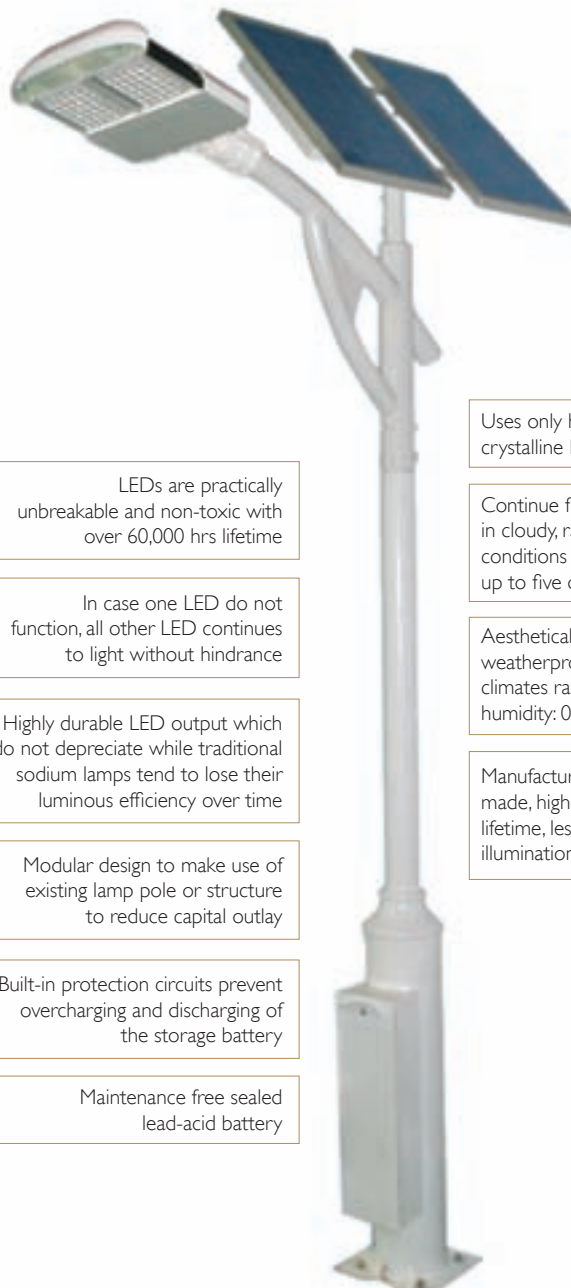 LEDs are practically
unbreakable and non-toxic with
over 60,000 hrs lifetime
In case one LED do not
function, all other LED continues
to light without hindrance
Highly durable LED output which
do not depreciate while traditional
sodium lamps tend to lose their
luminous efficiency over time
Modular design to make use of
existing lamp pole or structure
to reduce capital outlay
Built-in protection circuits prevent
overcharging and discharging of
the storage battery
Maintenance free sealed
lead-acid battery
Uses only
crystalline
Continue
in cloudy,
conditions
up to five
weatherpro
climates
humidity: 0
made, high
lifetime,
illumination